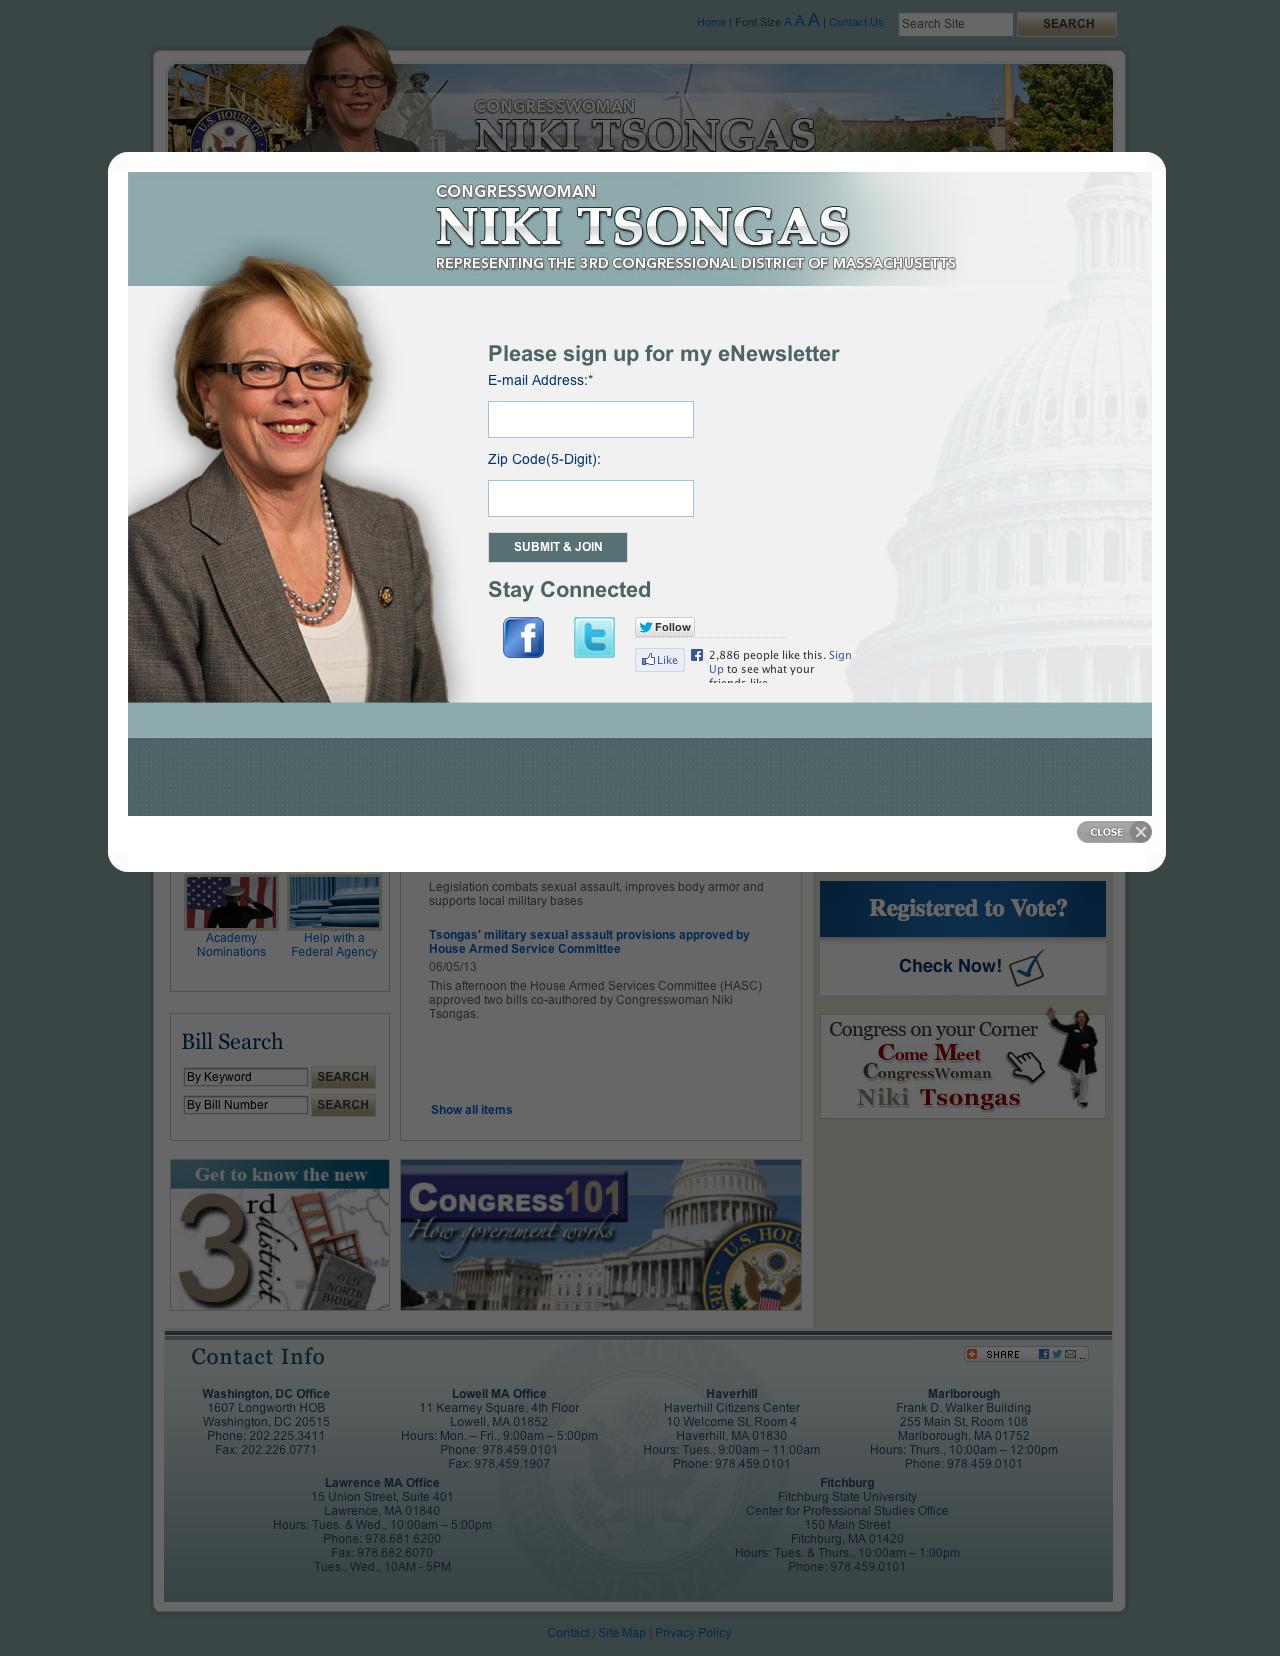 Home | Font Size A A A | Contact Us
Search Site
SEARCH
CONGRESSWOMAN
NIKI TSONGAS
U.S. HOUSE OF
CONGRESSWOMAN
NIKI TSONGAS
REPRESENTING THE 3RD CONGRESSIONAL DISTRICT OF MASSACHUSETTS
Please sign up for my eNewsletter
E-mail Address:*
Zip Code(5-Digit):
SUBMIT & JOIN
Stay Connected
Follow
Like
2,886 people like this. Sign
Up to see what your
friends like.
CLOSE
Academy
Nominations
Help with a
Federal Agency
Legislation combats sexual assault, improves body armor and
supports local military bases
Tsongas' military sexual assault provisions approved by
House Armed Service Committee
06/05/13
This afternoon the House Armed Services Committee (HASC)
approved two bills co-authored by Congresswoman Niki
Tsongas.
Show all items
Registered to Vote?
Check Now!
Congress on your Corner
Come Meet
CongressWoman
Niki Tsongas
Bill Search
By Keyword
SEARCH
By Bill Number
SEARCH
Get to know the new
3rd
district
OLD
NORTH
BRIDGE
CONGRESS101
How government works
U.S. HOU
Contact Info
SHARE
...
Washington, DC Office
1607 Longworth HOB
Washington, DC 20515
Phone: 202.225.3411
Fax: 202.226.0771
Lowell MA Office
11 Kearney Square, 4th Floor
Lowell, MA 01852
Hours: Mon. – Fri., 9:00am – 5:00pm
Phone: 978.459.0101
Fax: 978.459.1907
Haverhill
Haverhill Citizens Center
10 Welcome St, Room 4
Haverhill, MA 01830
Hours: Tues., 9:00am – 11:00am
Phone: 978.459.0101
Marlborough
Frank D. Walker Building
255 Main St, Room 108
Marlborough, MA 01752
Hours: Thurs., 10:00am – 12:00pm
Phone: 978.459.0101
Lawrence MA Office
15 Union Street, Suite 401
Lawrence, MA 01840
Hours: Tues. & Wed., 10:00am – 5:00pm
Phone: 978.681.6200
Fax: 978.682.6070
Tues., Wed., 10AM - 5PM
Fitchburg
Fitchburg State University
Center for Professional Studies Office
150 Main Street
Fitchburg, MA 01420
Hours: Tues. & Thurs., 10:00am – 1:00pm
Phone: 978.459.0101
Contact | Site Map | Privacy Policy